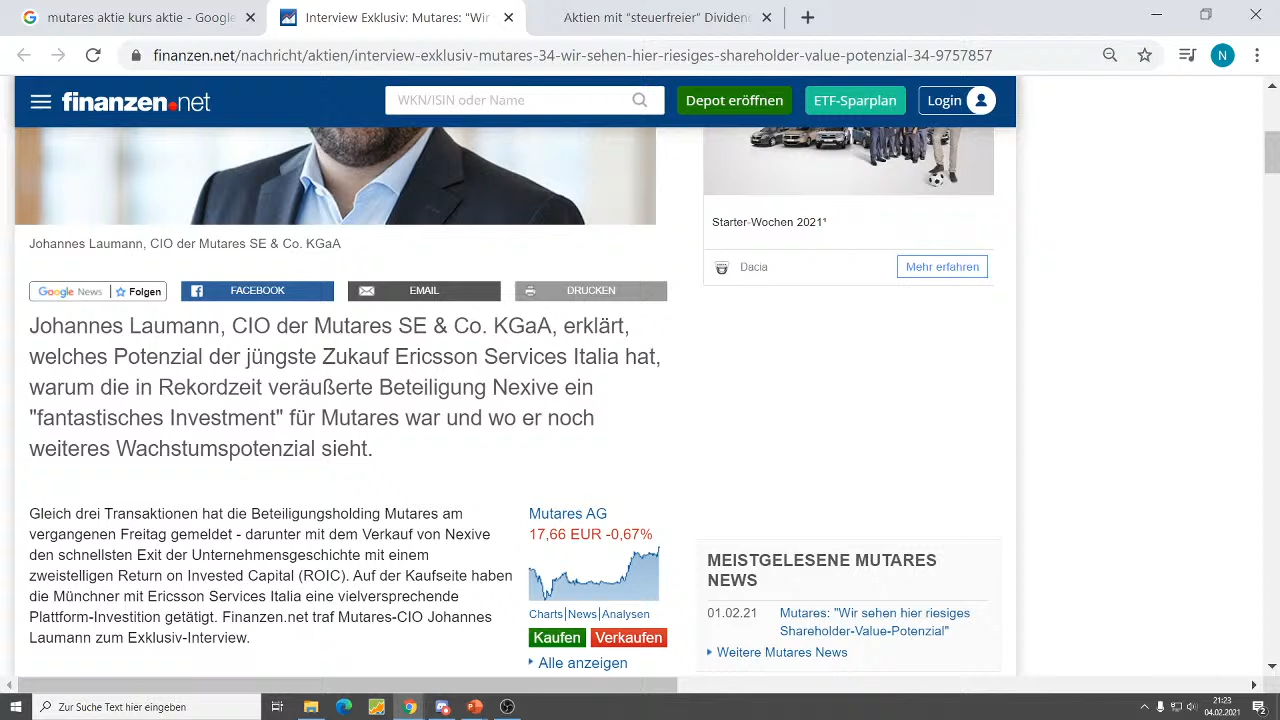 mutares aktie kurs aktie - Google
Interview Exklusiv: Mutares: "Wir
Aktien mit "steuerfreier" Dividen
finanzen.net/nachricht/aktien/interview-exklusiv-mutares-34-wir-sehen-hier-riesiges-shareholder-value-potenzial-34-9757857
N
finanzen.net
WKN/ISIN oder Name
Depot eröffnen
ETF-Sparplan
Login
Johannes Laumann, CIO der Mutares SE & Co. KGaA
Google News | Folgen
FACEBOOK
EMAIL
DRUCKEN
Johannes Laumann, CIO der Mutares SE & Co. KGaA, erklärt,
welches Potenzial der jüngste Zukauf Ericsson Services Italia hat,
warum die in Rekordzeit veräußerte Beteiligung Nexive ein
"fantastisches Investment" für Mutares war und wo er noch
weiteres Wachstumspotenzial sieht.
Gleich drei Transaktionen hat die Beteiligungsholding Mutares am
vergangenen Freitag gemeldet - darunter mit dem Verkauf von Nexive
den schnellsten Exit der Unternehmensgeschichte mit einem
zweistelligen Return on Invested Capital (ROIC). Auf der Kaufseite haben
die Münchner mit Ericsson Services Italia eine vielversprechende
Plattform-Investition getätigt. Finanzen.net traf Mutares-CIO Johannes
Laumann zum Exklusiv-Interview.
Mutares AG
17,66 EUR -0,67%
Charts|News|Analysen
Kaufen Verkaufen
Alle anzeigen
Starter-Wochen 2021¹
Dacia
Mehr erfahren
MEISTGELESENE MUTARES
NEWS
01.02.21 Mutares: "Wir sehen hier riesiges
Shareholder-Value-Potenzial"
Weitere Mutares News
Zur Suche Text hier eingeben
21:23
04.02.2021
2